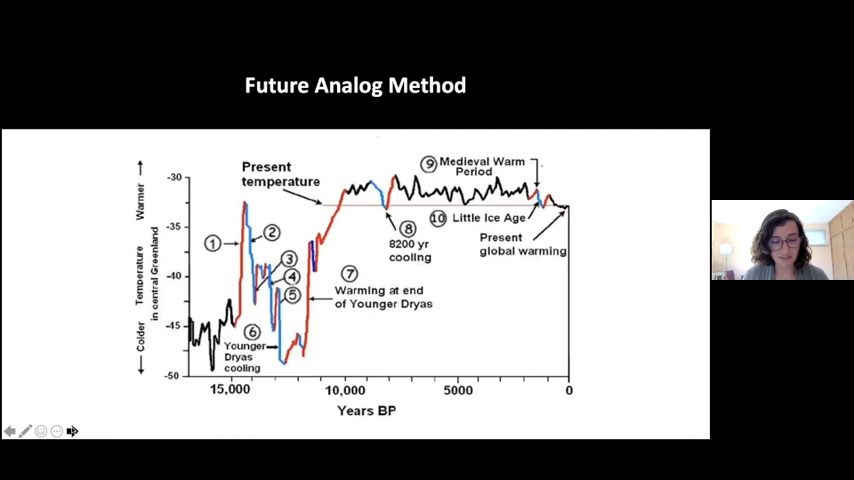 Future Analog Method
Warmer
Temperature
in central Greenland
Colder
-30
-35
-40
-45
-50
15,000
10,000
5000
0
Years BP
Present
temperature
1
2
3
4
5
6
Younger
Dryas
cooling
7
Warming at end
of Younger Dryas
8
8200 yr
cooling
9 Medieval Warm
Period
10 Little Ice Age
Present
global warming